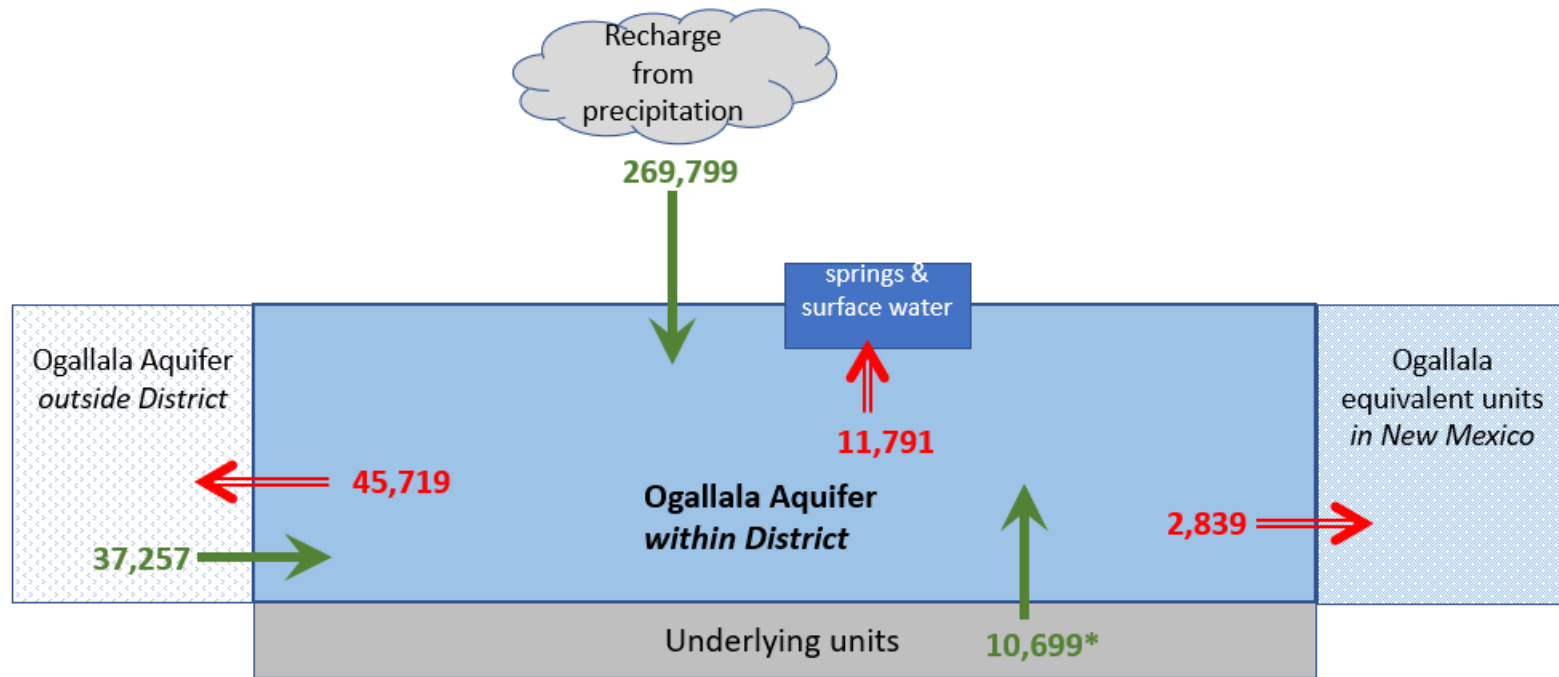 Recharge
from
precipitation
269,799
springs &
surface water
Ogallala Aquifer
outside District
Ogallala
equivalent units
in New Mexico
11,791
45,719
Ogallala Aquifer
within District
2,839
37,257
Underlying units
10,699*